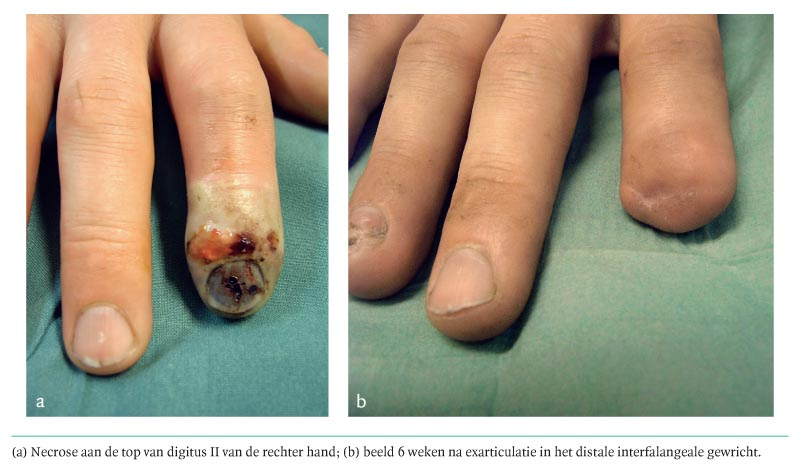 a
b
(a) Necrose aan de top van digitus II van de rechter hand; (b) beeld 6 weken na exarticulatie in het distale interfalangeale gewricht.